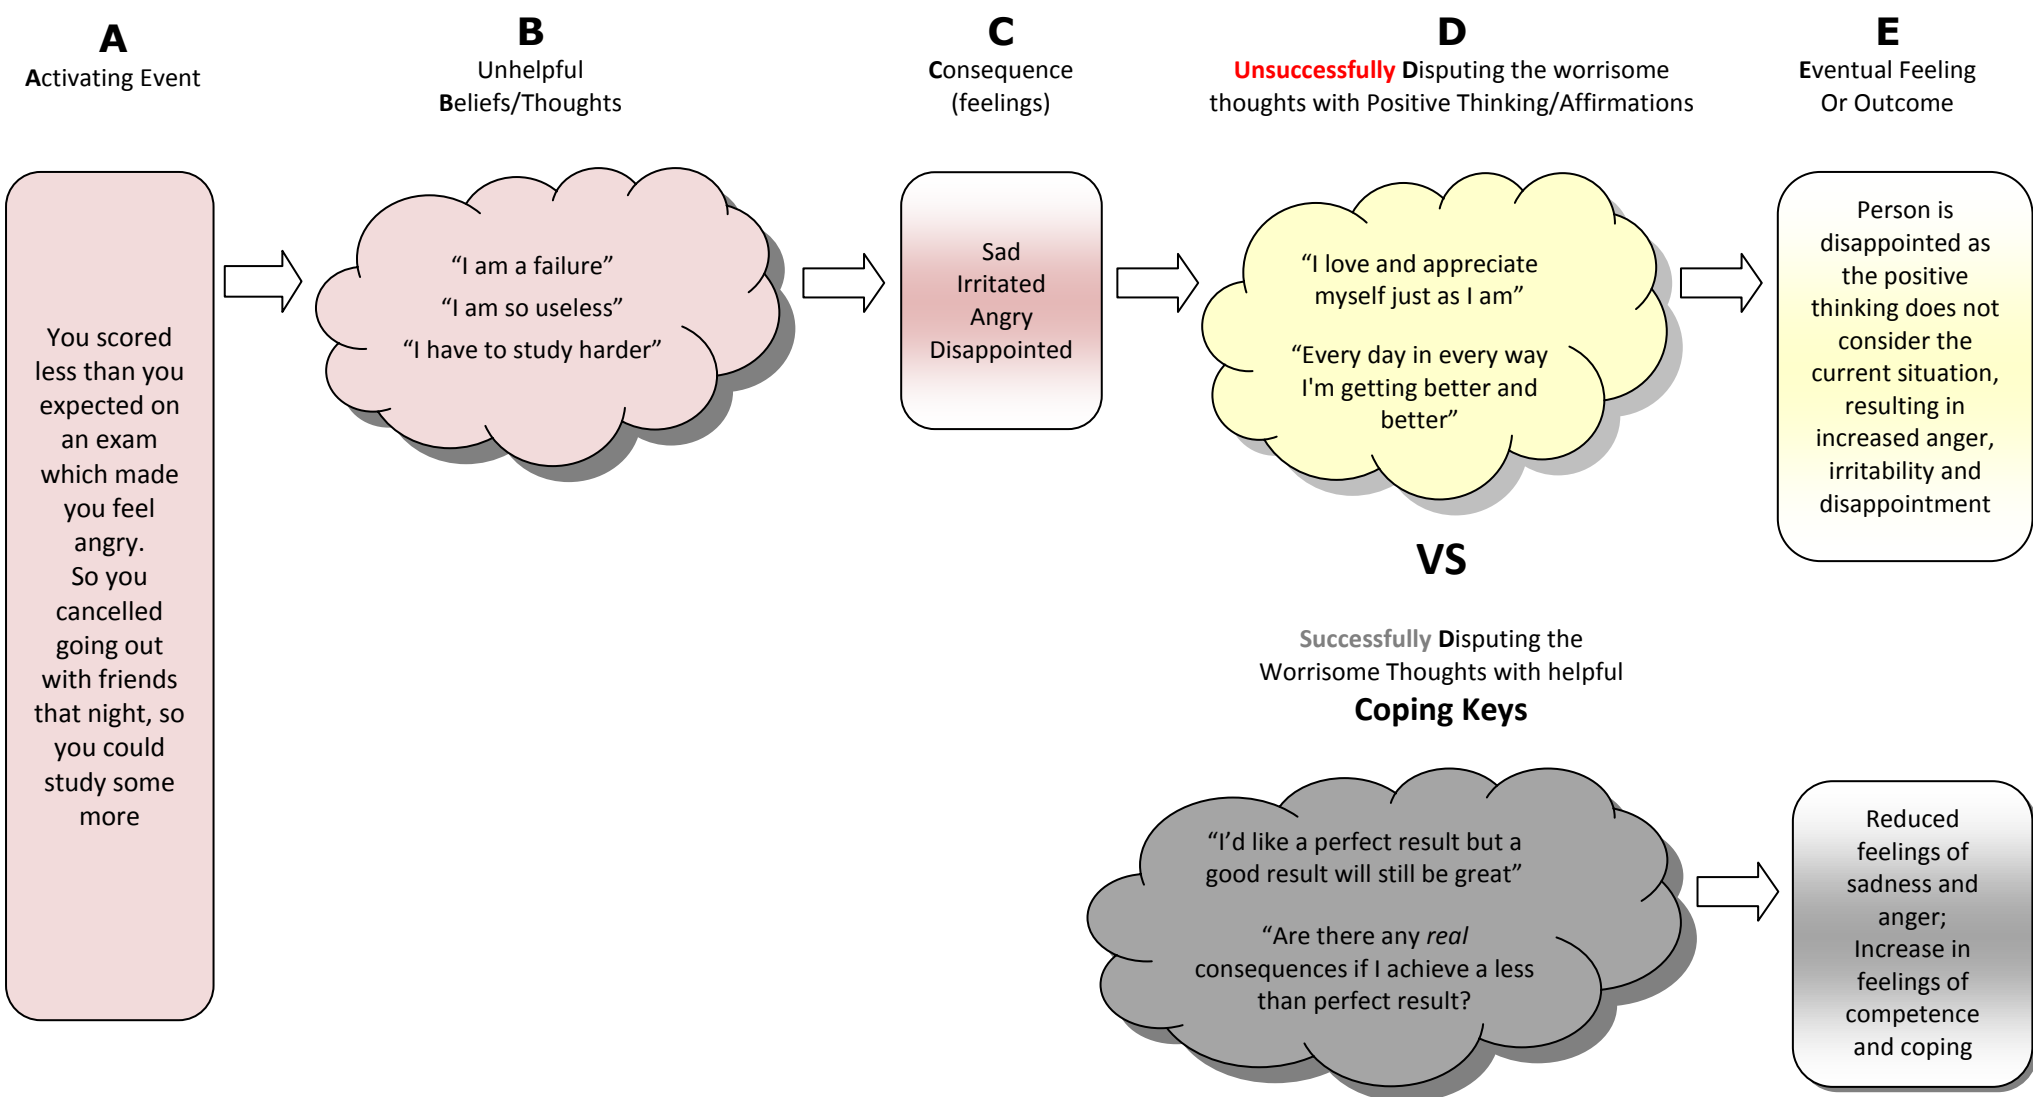 A
Activating Event
B
Unhelpful
Beliefs/Thoughts
C
Consequence
(feelings)
D
Unsuccessfully Disputing the worrisome
thoughts with Positive Thinking/Affirmations
E
Eventual Feeling
Or Outcome
You scored
less than you
expected on
an exam
which made
you feel
angry.
So you
cancelled
going out
with friends
that night, so
you could
study some
more
“I am a failure”
“I am so useless”
“I have to study harder”
Sad
Irritated
Angry
Disappointed
“I love and appreciate
myself just as I am”
“Every day in every way
I'm getting better and
better”
Person is
disappointed as
the positive
thinking does not
consider the
current situation,
resulting in
increased anger,
irritability and
disappointment
VS
Successfully Disputing the
Worrisome Thoughts with helpful
Coping Keys
“I’d like a perfect result but a
good result will still be great”
“Are there any real
consequences if I achieve a less
than perfect result?
Reduced
feelings of
sadness and
anger;
Increase in
feelings of
competence
and coping